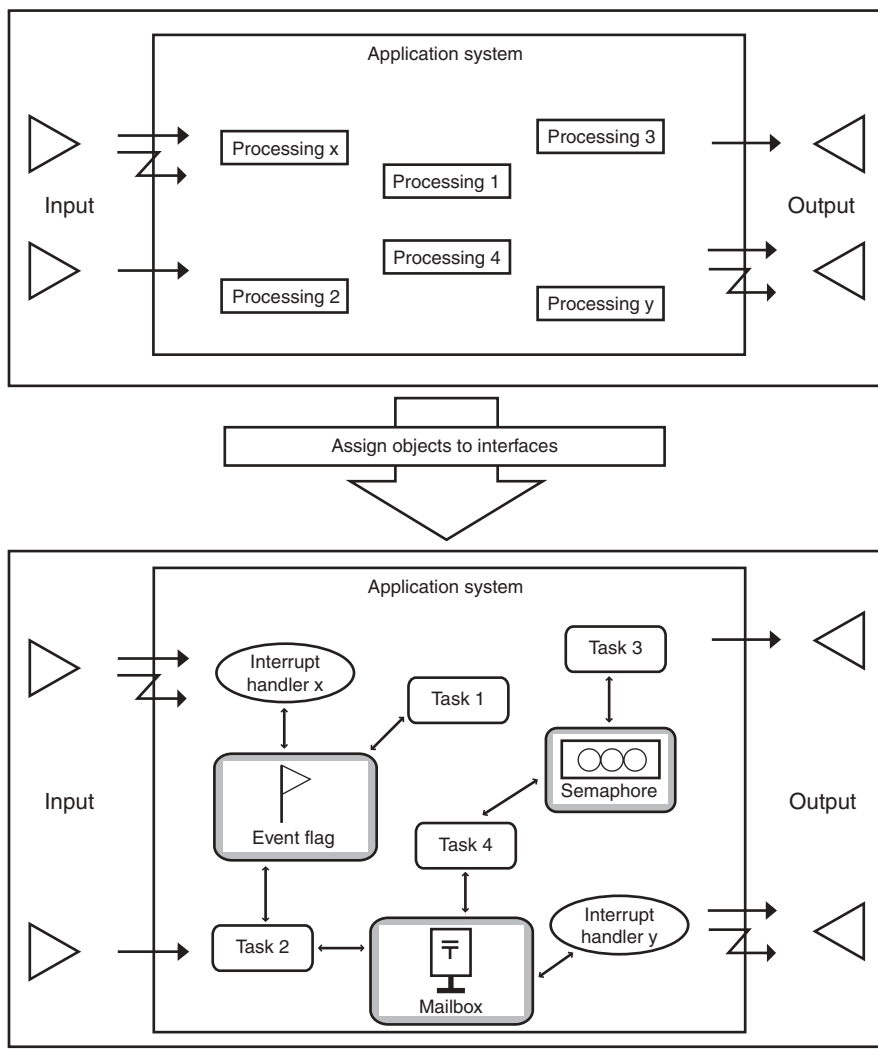 Application system
Processing x
Processing 3
Processing 1
Input
Output
Processing 4
Processing 2
Processing y
Assign objects to interfaces
Application system
Interrupt
handler x
Task 3
Task 1
Semaphore
Input
Output
Event flag
Task 4
Interrupt
handler y
Task 2
〒
Mailbox